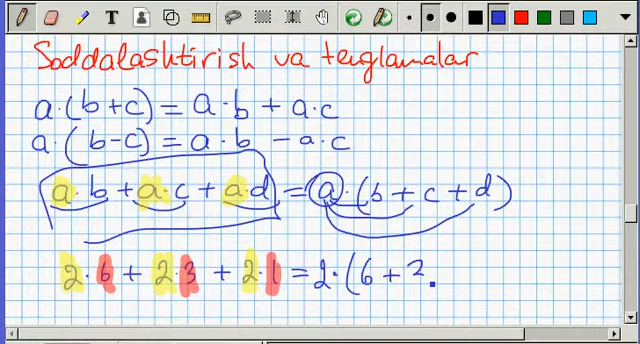 Soddalashtirish va tenglamalar
a·(b+c)=a·b+a·c
a·(b-c)=a·b-a·c
a·b+a·c+a·d=a·(b+c+d)
2·6+2·3+2·1=2·(6+3